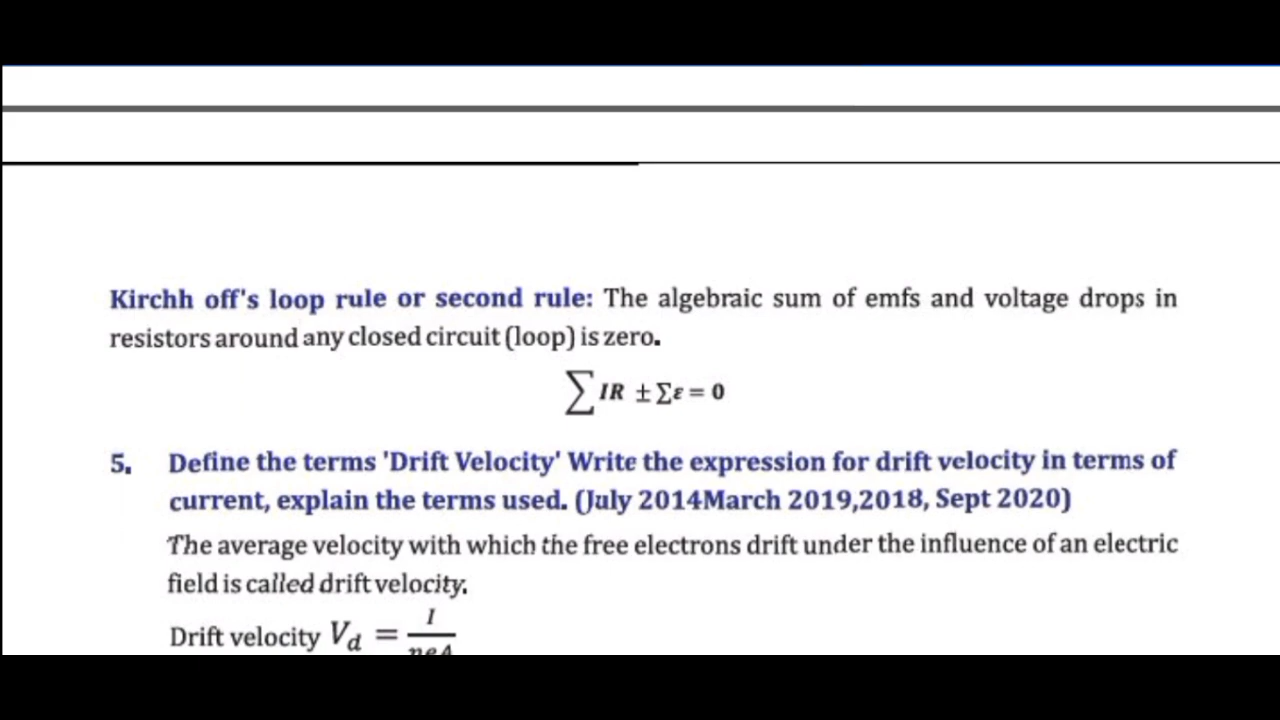 Kirchh off's loop rule or second rule: The algebraic sum of emfs and voltage drops in
resistors around any closed circuit (loop) is zero.
∑ IR ± Σε = 0
5. Define the terms 'Drift Velocity' Write the expression for drift velocity in terms of
current, explain the terms used. (July 2014March 2019,2018, Sept 2020)
The average velocity with which the free electrons drift under the influence of an electric
field is called drift velocity.
Drift velocity V_d = I / neA